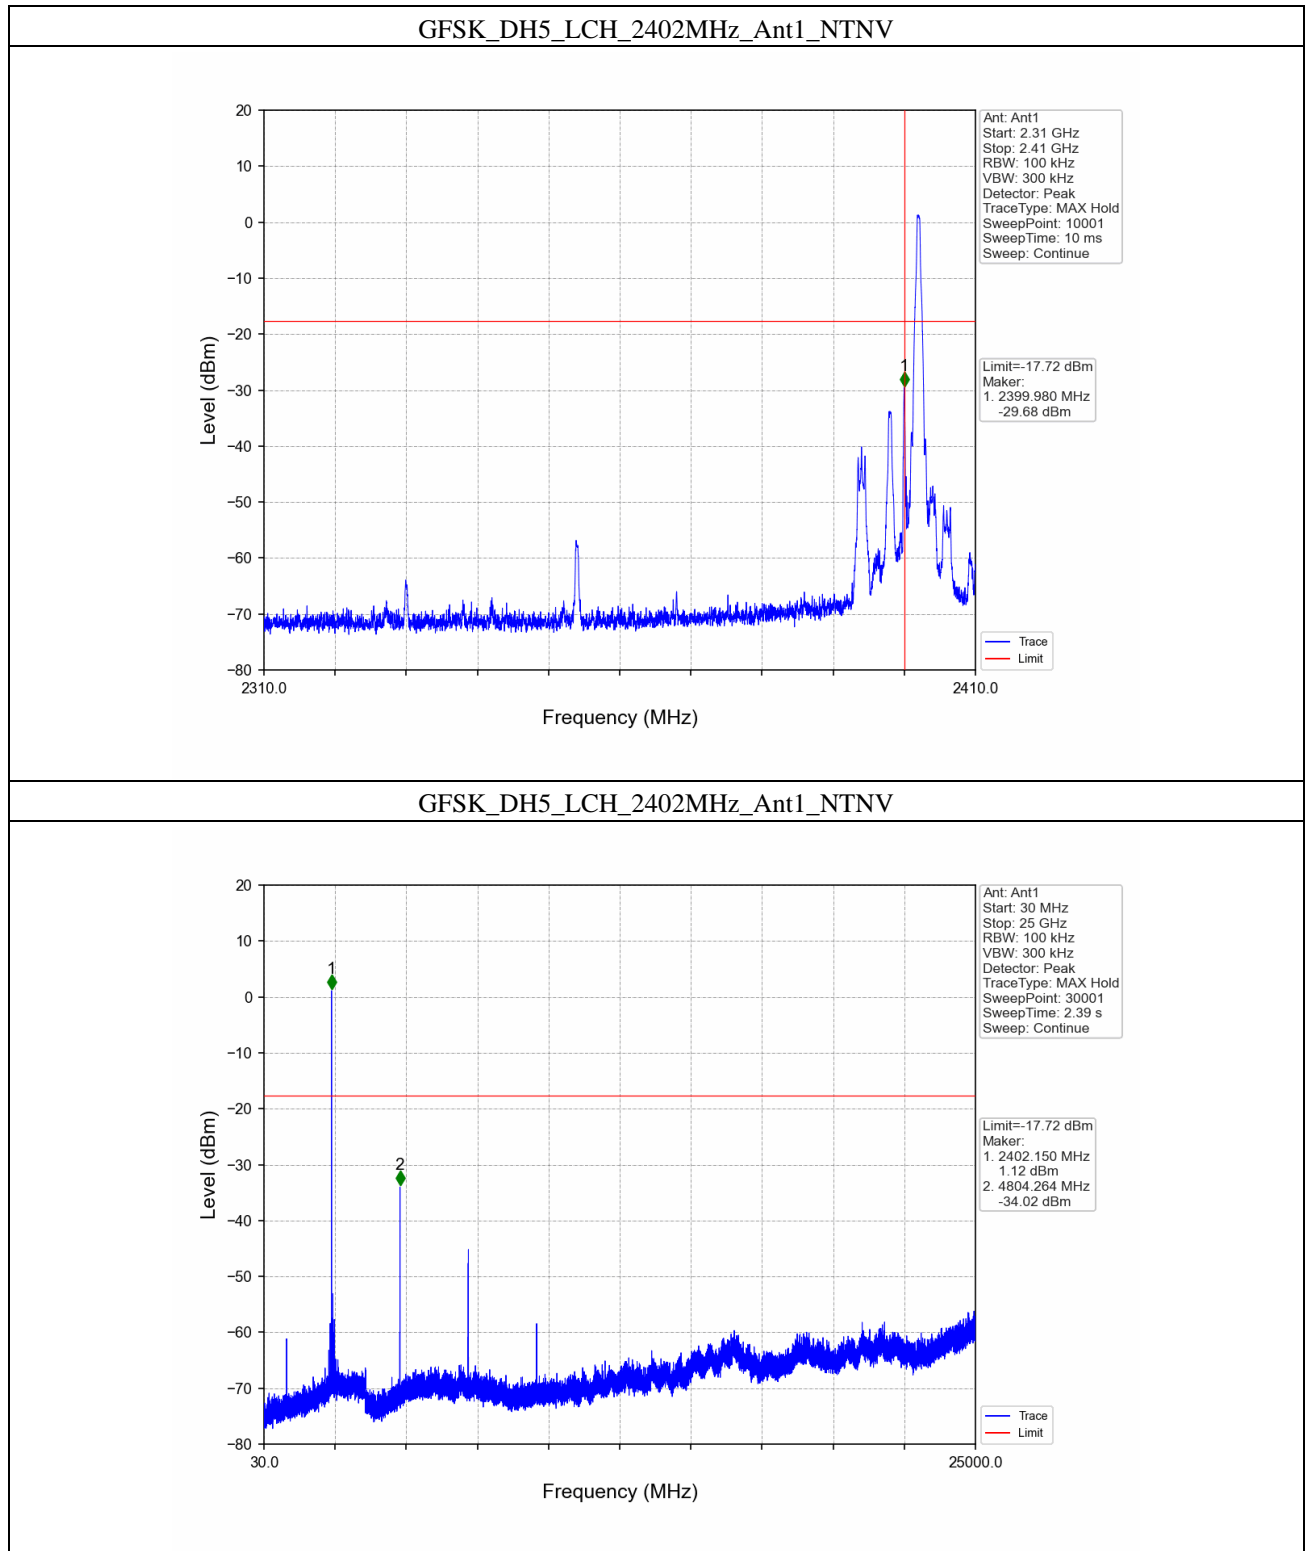 GFSK_DH5_LCH_2402MHz_Ant1_NTNV
20
10
0
−10
−20
−30
−40
−50
−60
−70
−80
Level (dBm)
2310.0
2410.0
Frequency (MHz)
1
Ant: Ant1
Start: 2.31 GHz
Stop: 2.41 GHz
RBW: 100 kHz
VBW: 300 kHz
Detector: Peak
TraceType: MAX Hold
SweepPoint: 10001
SweepTime: 10 ms
Sweep: Continue
Limit=-17.72 dBm
Maker:
1. 2399.980 MHz
-29.68 dBm
Trace
Limit
GFSK_DH5_LCH_2402MHz_Ant1_NTNV
20
10
0
−10
−20
−30
−40
−50
−60
−70
−80
Level (dBm)
30.0
25000.0
Frequency (MHz)
1
2
Ant: Ant1
Start: 30 MHz
Stop: 25 GHz
RBW: 100 kHz
VBW: 300 kHz
Detector: Peak
TraceType: MAX Hold
SweepPoint: 30001
SweepTime: 2.39 s
Sweep: Continue
Limit=-17.72 dBm
Maker:
1. 2402.150 MHz
1.12 dBm
2. 4804.264 MHz
-34.02 dBm
Trace
Limit